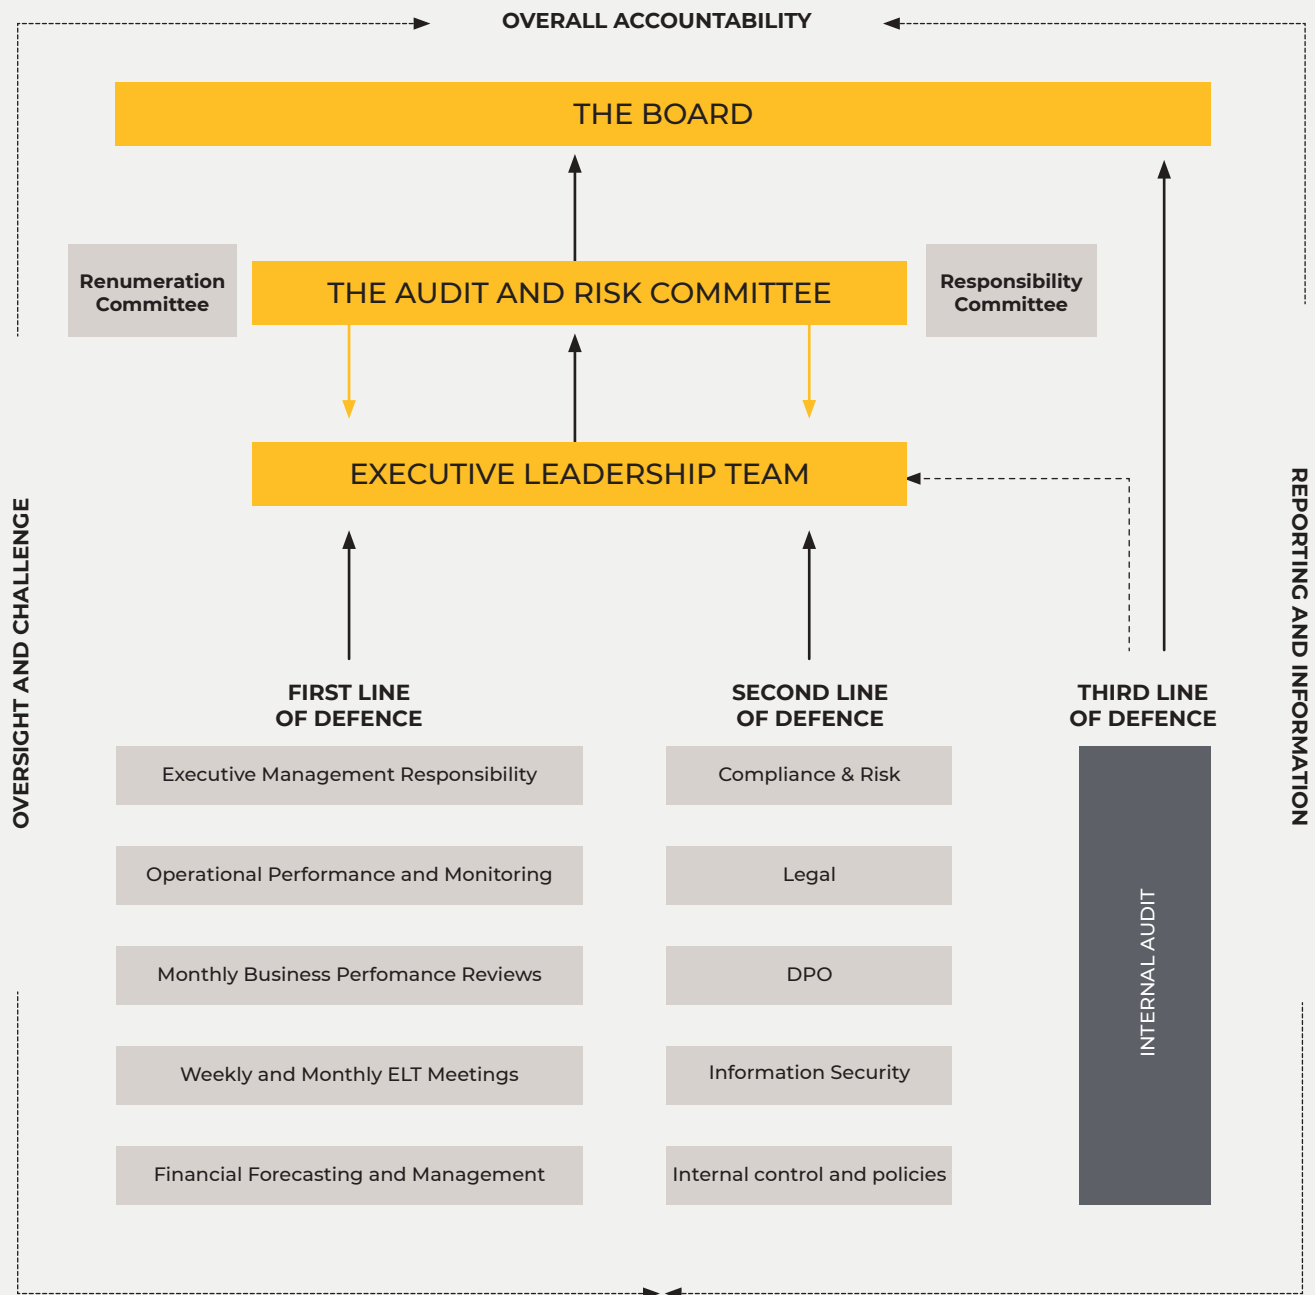 OVERALL ACCOUNTABILITY
THE BOARD
Renumeration
Committee
THE AUDIT AND RISK COMMITTEE
Responsibility
Committee
EXECUTIVE LEADERSHIP TEAM
OVERSIGHT AND CHALLENGE
REPORTING AND INFORMATION
FIRST LINE
OF DEFENCE
Executive Management Responsibility
Operational Performance and Monitoring
Monthly Business Perfomance Reviews
Weekly and Monthly ELT Meetings
Financial Forecasting and Management
SECOND LINE
OF DEFENCE
Compliance & Risk
Legal
DPO
Information Security
Internal control and policies
THIRD LINE
OF DEFENCE
INTERNAL AUDIT